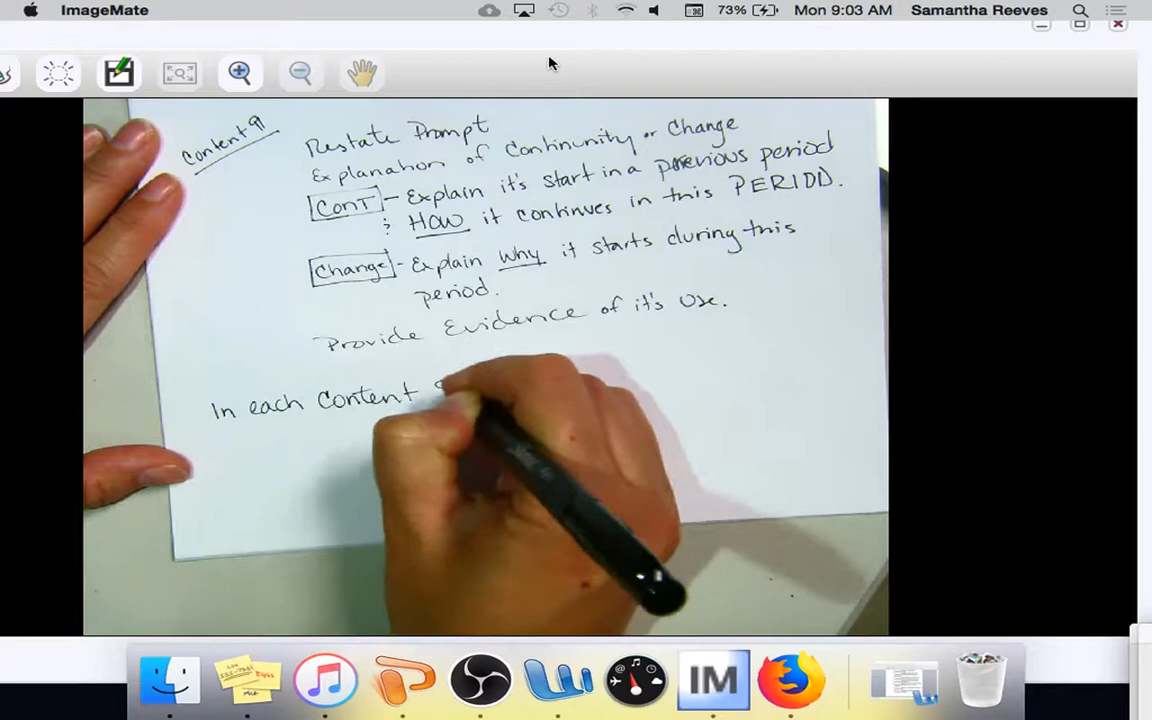 ImageMate
73%
Mon 9:03 AM
Samantha Reeves
Content ¶
Restate Prompt
Explanation of Continunity or Change
ConT - Explain it's start in a previous period
& HOW it continues in this PERIOD.
Change - Explain why it starts during this
period.
Provide Evidence of it's Use.
In each Content
IM